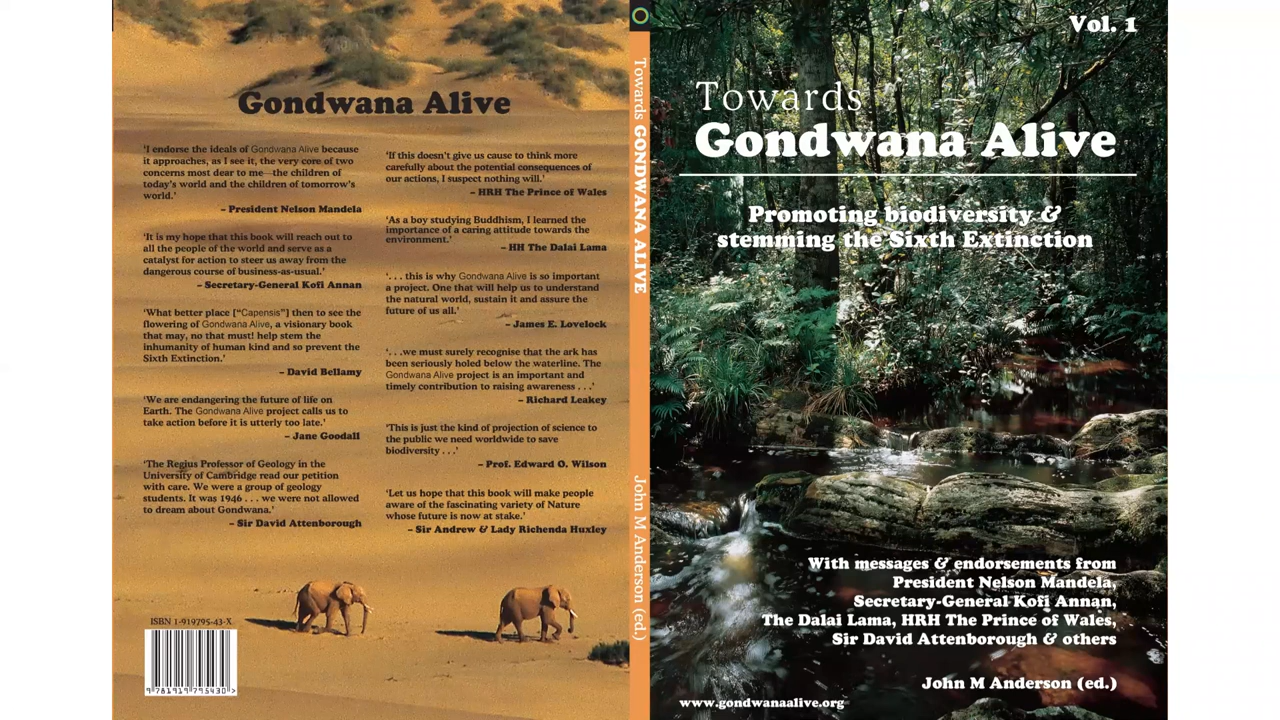 Gondwana Alive
‘I endorse the ideals of Gondwana Alive because
it approaches, as I see it, the very core of two
concerns most dear to me—the children of
today’s world and the children of tomorrow’s
world.’
– President Nelson Mandela
‘It is my hope that this book will reach out to
all the people of the world and serve as a
catalyst for action to steer us away from the
dangerous course of business-as-usual.’
– Secretary-General Kofi Annan
‘What better place [“Capensis”] then to see the
flowering of Gondwana Alive, a visionary book
that may, no that must! help stem the
inhumanity of human kind and so prevent the
Sixth Extinction.’
– David Bellamy
‘We are endangering the future of life on
Earth. The Gondwana Alive project calls us to
take action before it is utterly too late.’
– Jane Goodall
‘The Regius Professor of Geology in the
University of Cambridge read our petition
with care. We were a group of geology
students. It was 1946 . . . we were not allowed
to dream about Gondwana.’
– Sir David Attenborough
‘If this doesn’t give us cause to think more
carefully about the potential consequences of
our actions, I suspect nothing will.’
– HRH The Prince of Wales
‘As a boy studying Buddhism, I learned the
importance of a caring attitude towards the
environment.’
– HH The Dalai Lama
‘. . . this is why Gondwana Alive is so important
a project. One that will help us to understand
the natural world, sustain it and assure the
future of us all.’
– James E. Lovelock
‘. . .we must surely recognise that the ark has
been seriously holed below the waterline. The
Gondwana Alive project is an important and
timely contribution to raising awareness . . .’
– Richard Leakey
‘This is just the kind of projection of science to
the public we need worldwide to save
biodiversity . . .’
– Prof. Edward O. Wilson
‘Let us hope that this book will make people
aware of the fascinating variety of Nature
whose future is now at stake.’
– Sir Andrew & Lady Richenda Huxley
ISBN 1-919795-43-X
9 781919 795430 >
Towards GONDWANA ALIVE
John M Anderson (ed.)
Vol. 1
Towards
Gondwana Alive
Promoting biodiversity &
stemming the Sixth Extinction
With messages & endorsements from
President Nelson Mandela,
Secretary-General Kofi Annan,
The Dalai Lama, HRH The Prince of Wales,
Sir David Attenborough & others
John M Anderson (ed.)
www.gondwanaalive.org